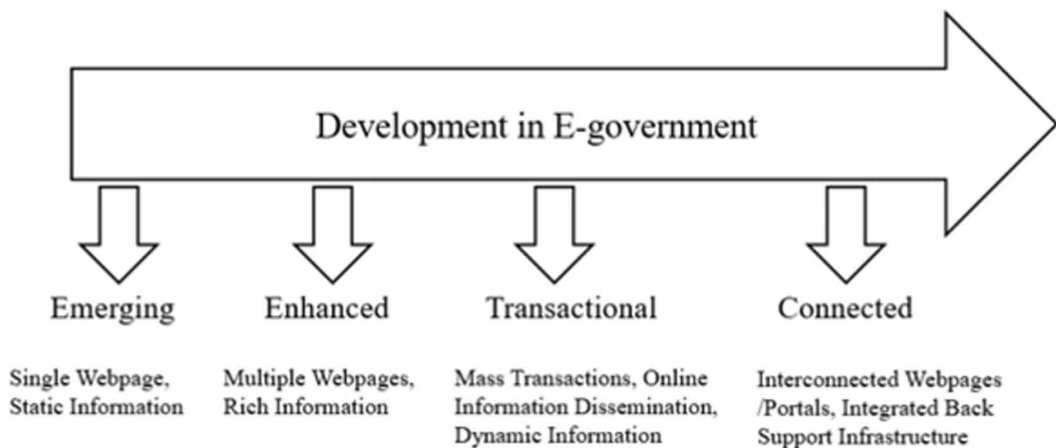 Development in E-government
Emerging
Enhanced
Transactional
Connected
Single Webpage,
Static Information
Multiple Webpages,
Rich Information
Mass Transactions, Online
Information Dissemination,
Dynamic Information
Interconnected Webpages
/Portals, Integrated Back
Support Infrastructure